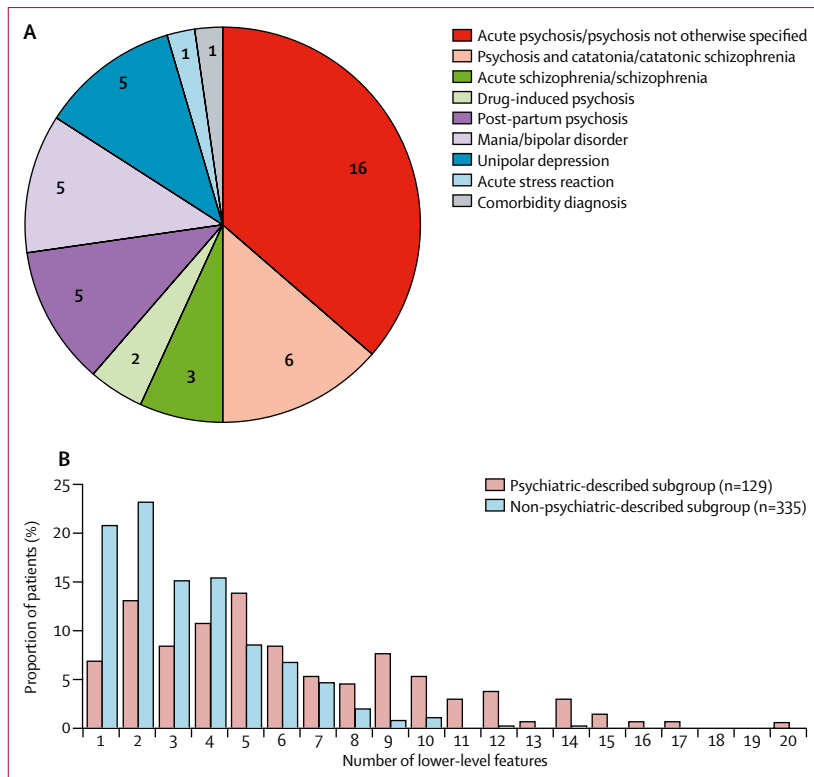 A
Acute psychosis/psychosis not otherwise specified
Psychosis and catatonia/catatonic schizophrenia
Acute schizophrenia/schizophrenia
Drug-induced psychosis
Post-partum psychosis
Mania/bipolar disorder
Unipolar depression
Acute stress reaction
Comorbidity diagnosis
16
6
3
2
5
5
5
1
1
B
Psychiatric-described subgroup (n=129)
Non-psychiatric-described subgroup (n=335)
Proportion of patients (%)
25
20
15
10
5
0
1 2 3 4 5 6 7 8 9 10 11 12 13 14 15 16 17 18 19 20
Number of lower-level features